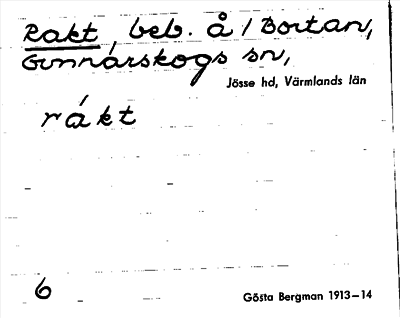 Rakt, beb. å / Bortan,
Gunnarskogs sn,
Jösse hd, Värmlands län
rákt
6
Gösta Bergman 1913—14